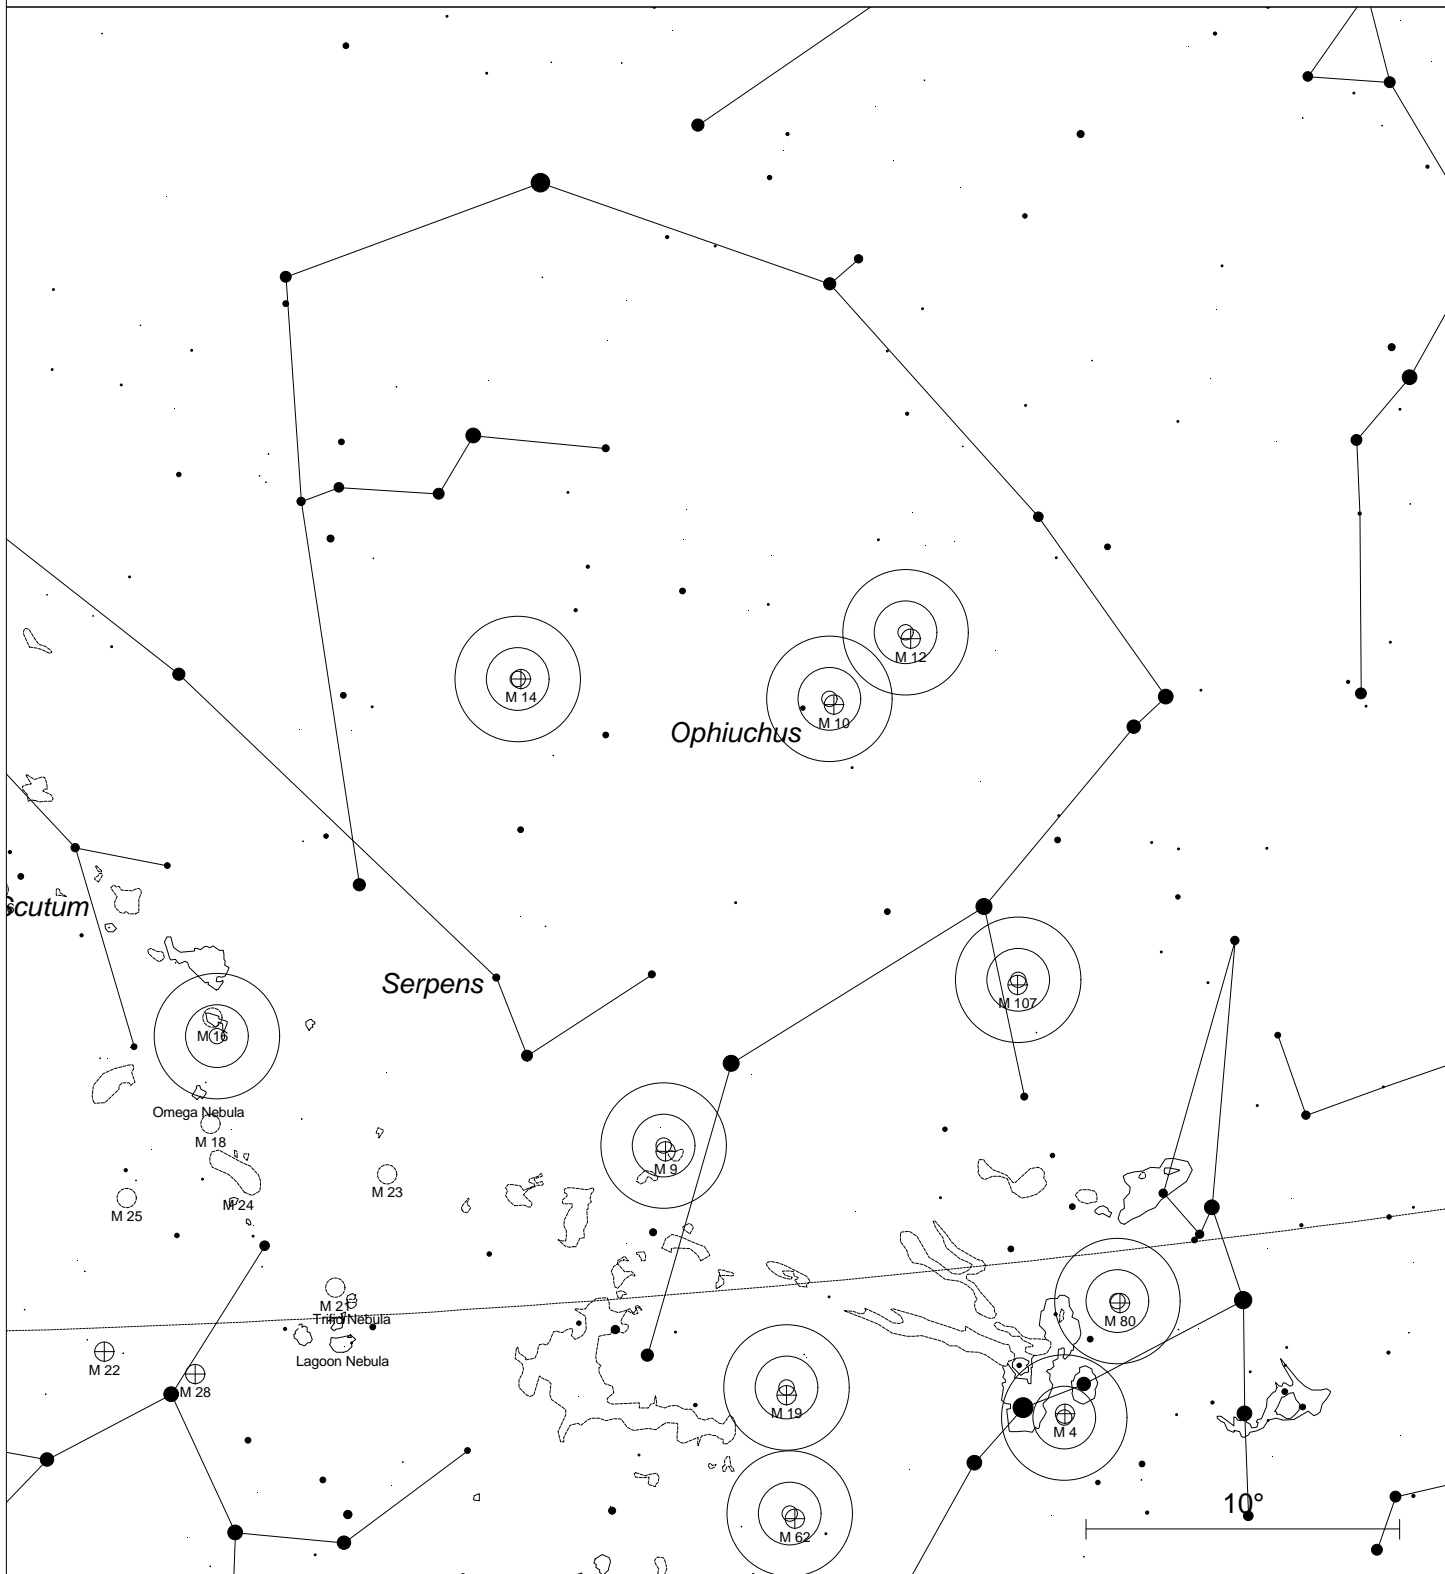 M 12
M 14
M 10
Ophiuchus
Scutum
Serpens
M 107
M 16
Omega Nebula
M 18
M 9
M 23
M 24
M 25
M 21
Trifid Nebula
M 80
Lagoon Nebula
M 22
M 28
M 19
M 4
10°
M 62